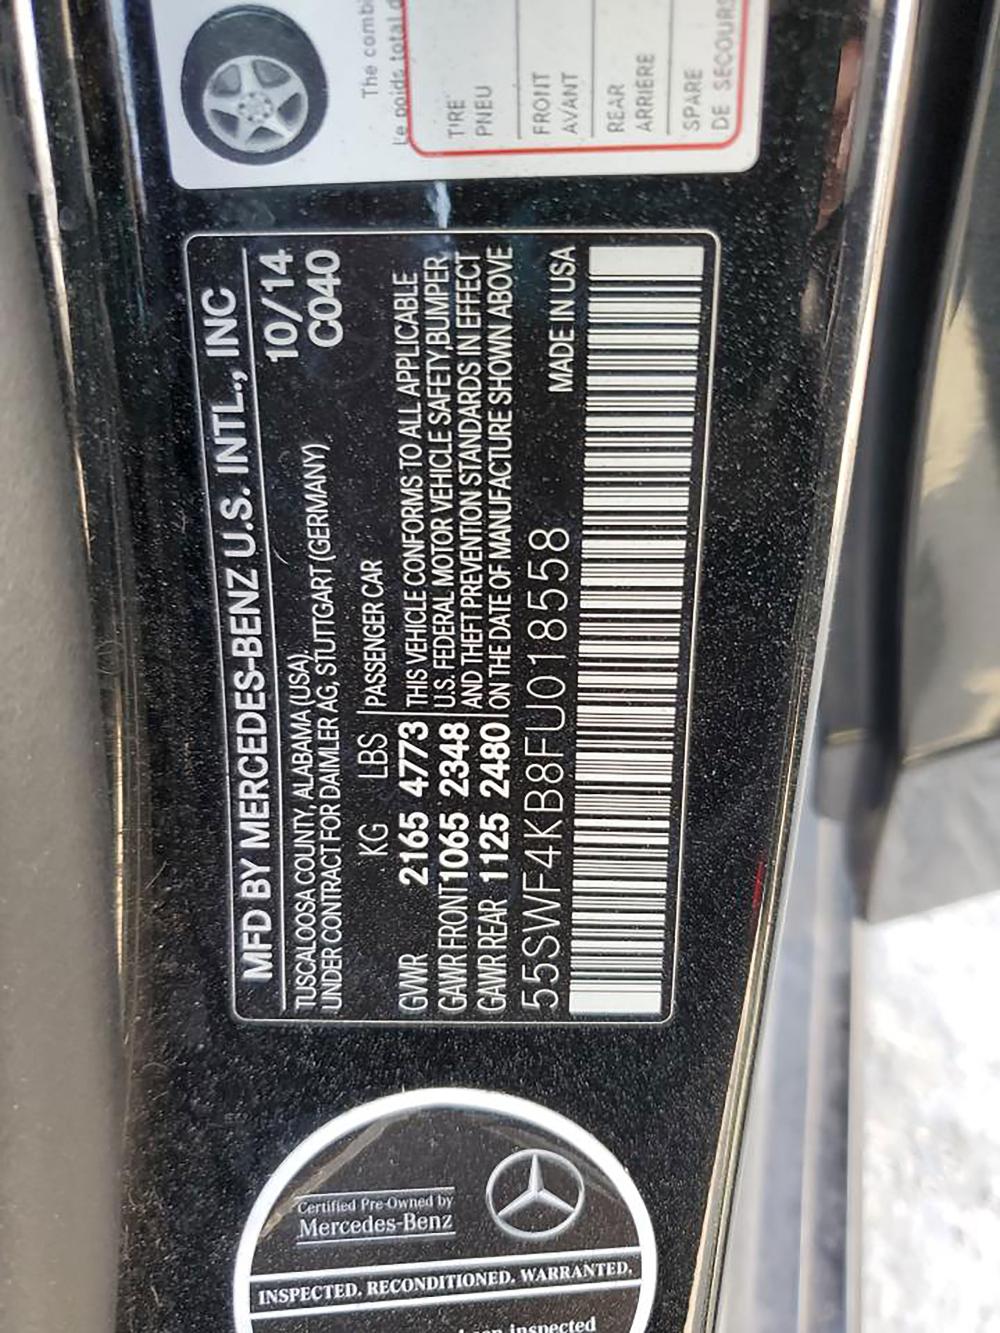 The combi
Le poids total d
TIRE
PNEU
FRONT
AVANT
REAR
ARRIÈRE
SPARE
DE SECOURS
MFD BY MERCEDES-BENZ U.S. INTL., INC
TUSCALOOSA COUNTY, ALABAMA (USA) 10/14
UNDER CONTRACT FOR DAIMLER AG, STUTTGART (GERMANY) C040
KG LBS PASSENGER CAR
GVWR 2165 4773 THIS VEHICLE CONFORMS TO ALL APPLICABLE
GAWR FRONT 1065 2348 U.S. FEDERAL MOTOR VEHICLE SAFETY, BUMPER,
GAWR REAR 1125 2480 AND THEFT PREVENTION STANDARDS IN EFFECT
ON THE DATE OF MANUFACTURE SHOWN ABOVE
55SWF4KB8FU018558 MADE IN USA
Certified Pre-Owned by
Mercedes-Benz
INSPECTED. RECONDITIONED. WARRANTED.
inspected